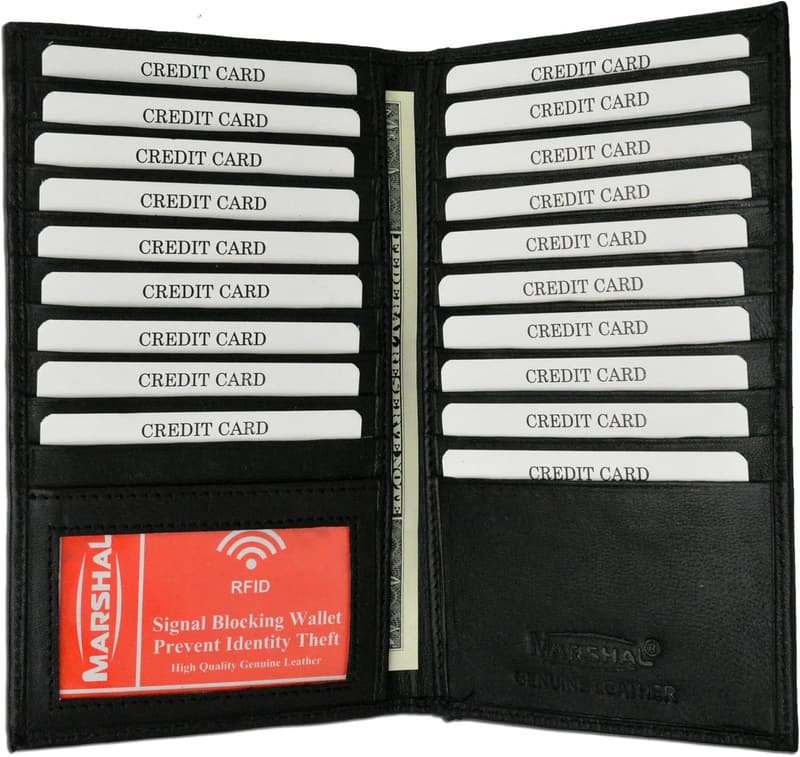 CREDIT CARD
CREDIT CARD
CREDIT CARD
CREDIT CARD
CREDIT CARD
CREDIT CARD
CREDIT CARD
CREDIT CARD
CREDIT CARD
MARSHAL
RFID
Signal Blocking Wallet
Prevent Identity Theft
High Quality Genuine Leather
FEDERAL RESERVE NOTE
CREDIT CARD
CREDIT CARD
CREDIT CARD
CREDIT CARD
CREDIT CARD
CREDIT CARD
CREDIT CARD
CREDIT CARD
CREDIT CARD
CREDIT CARD
MARSHAL®
GENUINE LEATHER